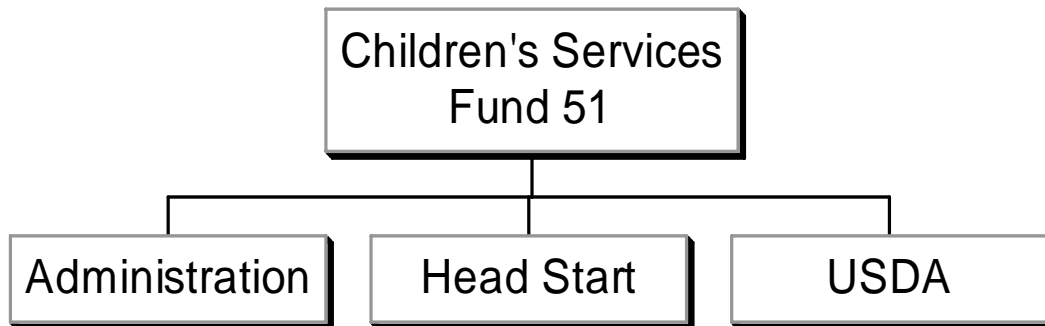 Children's Services
Fund 51
Administration
Head Start
USDA